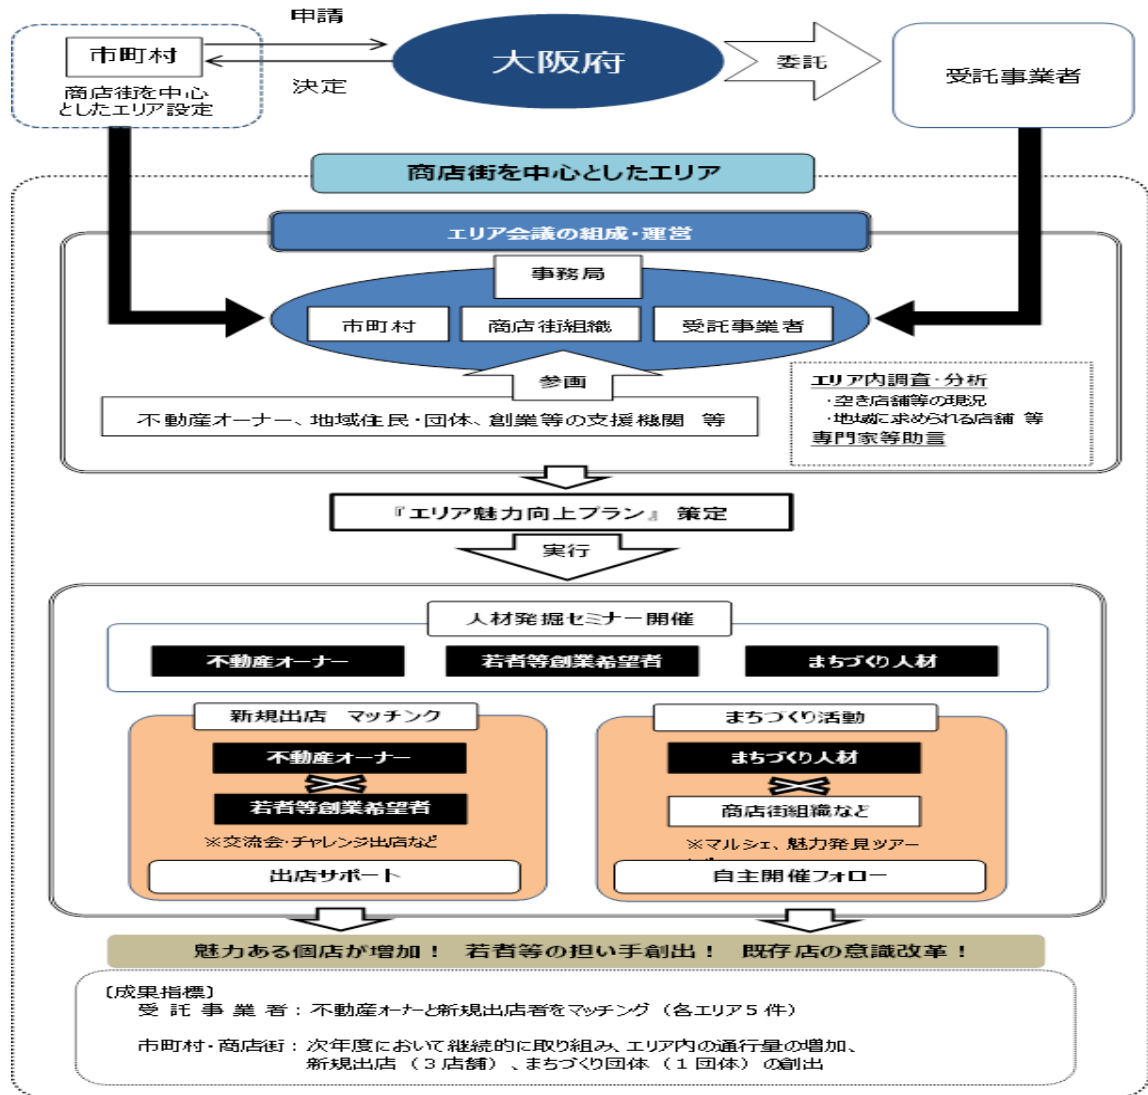 申請
市町村
大阪府
委託
受託事業者
決定
商店街を中心
としたエリア設定
商店街を中心としたエリア
エリア会議の組成・運営
事務局
市町村
商店街組織
受託事業者
参画
不動産オーナー、地域住民・団体、創業等の支援機関 等
エリア内調査・分析
・空き店舗等の現況
・地域に求められる店舗 等
専門家等助言
『エリア魅力向上プラン』 策定
実行
人材発掘セミナー開催
不動産オーナー
若者等創業希望者
まちづくり人材
新規出店 マッチング
不動産オーナー
若者等創業希望者
※交流会・チャレンジ出店など
出店サポート
まちづくり活動
まちづくり人材
商店街組織など
※マルシェ、魅力発見ツアー
自主開催フォロー
魅力ある個店が増加！ 若者等の担い手創出！ 既存店の意識改革！
〔成果指標〕
受託事業者：不動産オーナーと新規出店者をマッチング（各エリア５件）
市町村・商店街：次年度において継続的に取り組み、エリア内の通行量の増加、
新規出店（３店舗）、まちづくり団体（１団体）の創出